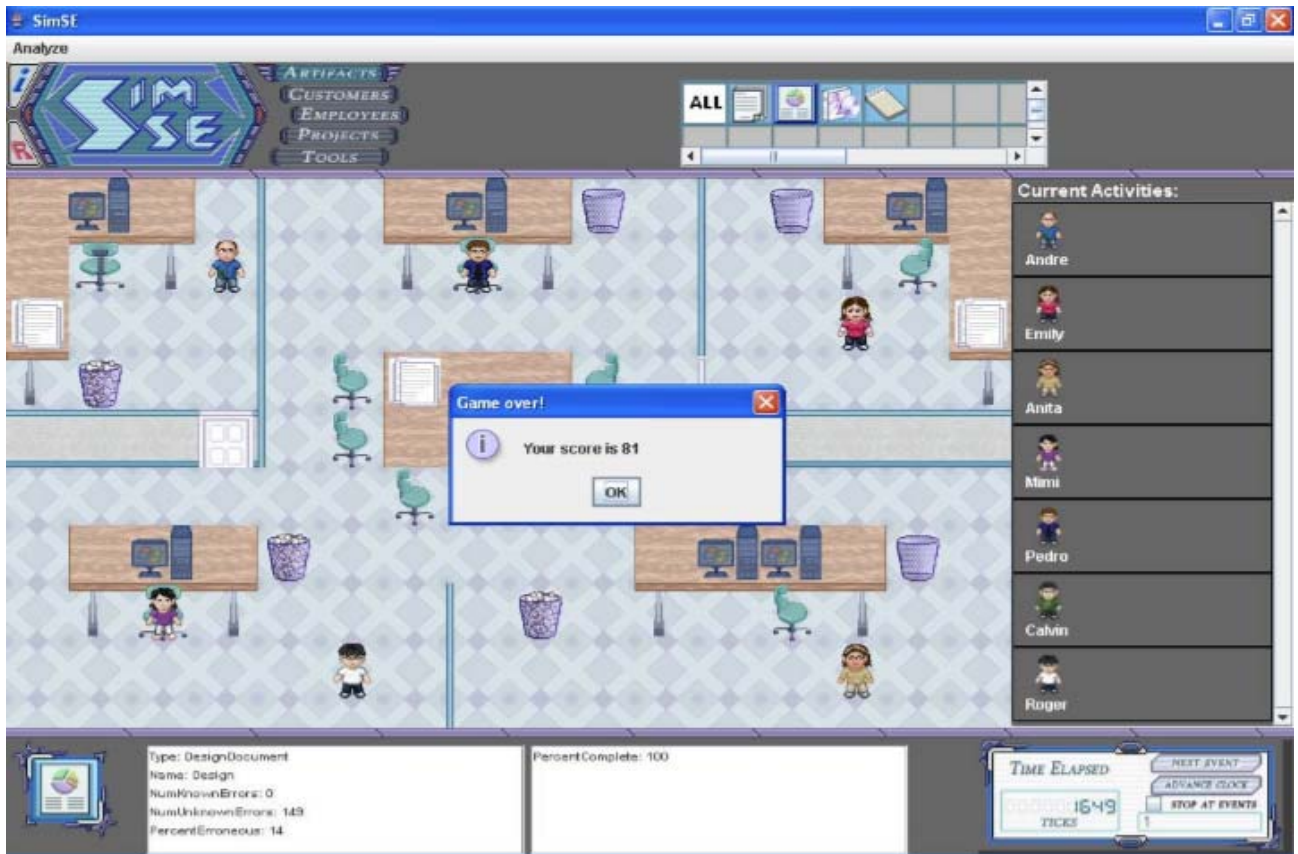 SimSE
Analyze
i
R
SIM
SE
ARTIFACTS
CUSTOMERS
EMPLOYEES
PROJECTS
TOOLS
ALL
Current Activities:
Andre
Emily
Anita
Mimi
Pedro
Calvin
Roger
Game over!
Your score is 81
OK
Type: DesignDocument
Name: Design
NumKnownErrors: 0
NumUnknownErrors: 149
PercentErroneous: 14
PercentComplete: 100
TIME ELAPSED
1649
TICKS
NEXT EVENT
ADVANCE CLOCK
STOP AT EVENTS
1